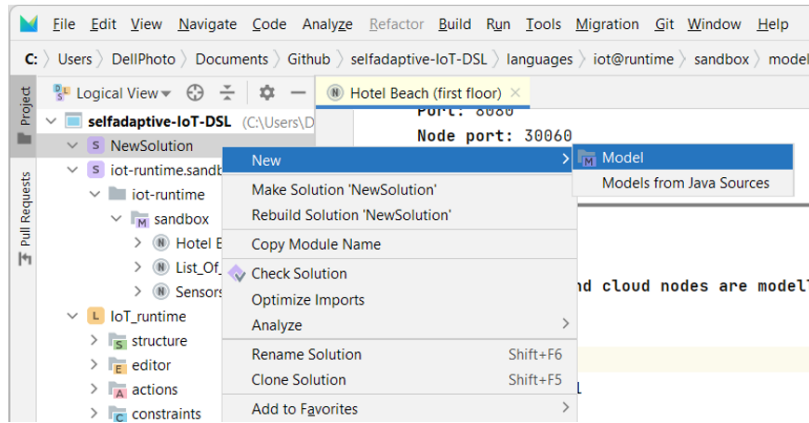 File Edit View Navigate Code Analyze Refactor Build Run Tools Migration Git Window Help
C: Users DellPhoto Documents Github selfadaptive-IoT-DSL languages iot@runtime sandbox model
Project
Pull Requests
Logical View
Hotel Beach (first floor)
selfadaptive-IoT-DSL (C:\Users\D
Port: 8080
Node port: 30060
NewSolution
iot-runtime.sandb
iot-runtime
sandbox
Hotel B
List_Of_
Sensors
IoT_runtime
structure
editor
actions
constraints
New
Make Solution 'NewSolution'
Rebuild Solution 'NewSolution'
Copy Module Name
Check Solution
Optimize Imports
Analyze
Rename Solution Shift+F6
Clone Solution Shift+F5
Add to Favorites
Model
Models from Java Sources
nd cloud nodes are modell